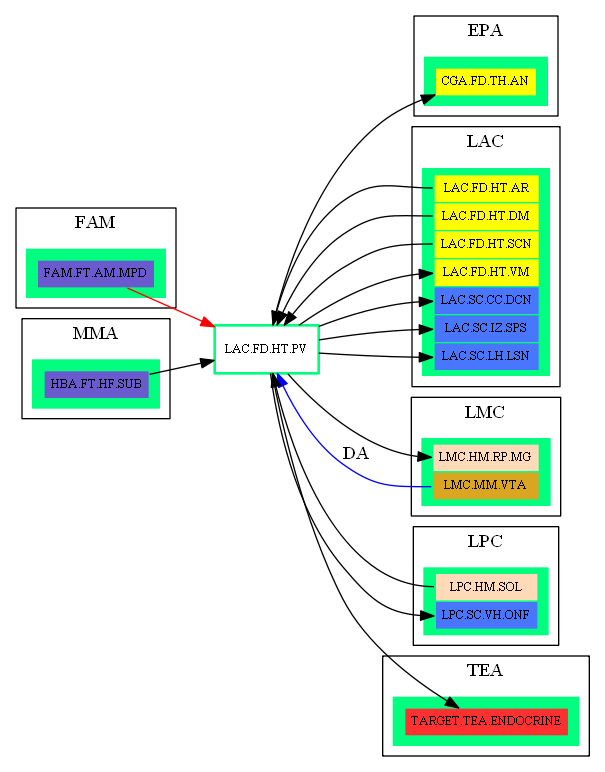 FAM
FAM.FT.AM.MPD
MMA
HBA.FT.HF.SUB
LAC.FD.HT.PV
EPA
CGA.FD.TH.AN
LAC
LAC.FD.HT.AR
LAC.FD.HT.DM
LAC.FD.HT.SCN
LAC.FD.HT.VM
LAC.SC.CC.DCN
LAC.SC.IZ.SPS
LAC.SC.LH.LSN
LMC
LMC.HM.RP.MG
LMC.MM.VTA
DA
LPC
LPC.HM.SOL
LPC.SC.VH.ONF
TEA
TARGET.TEA.ENDOCRINE